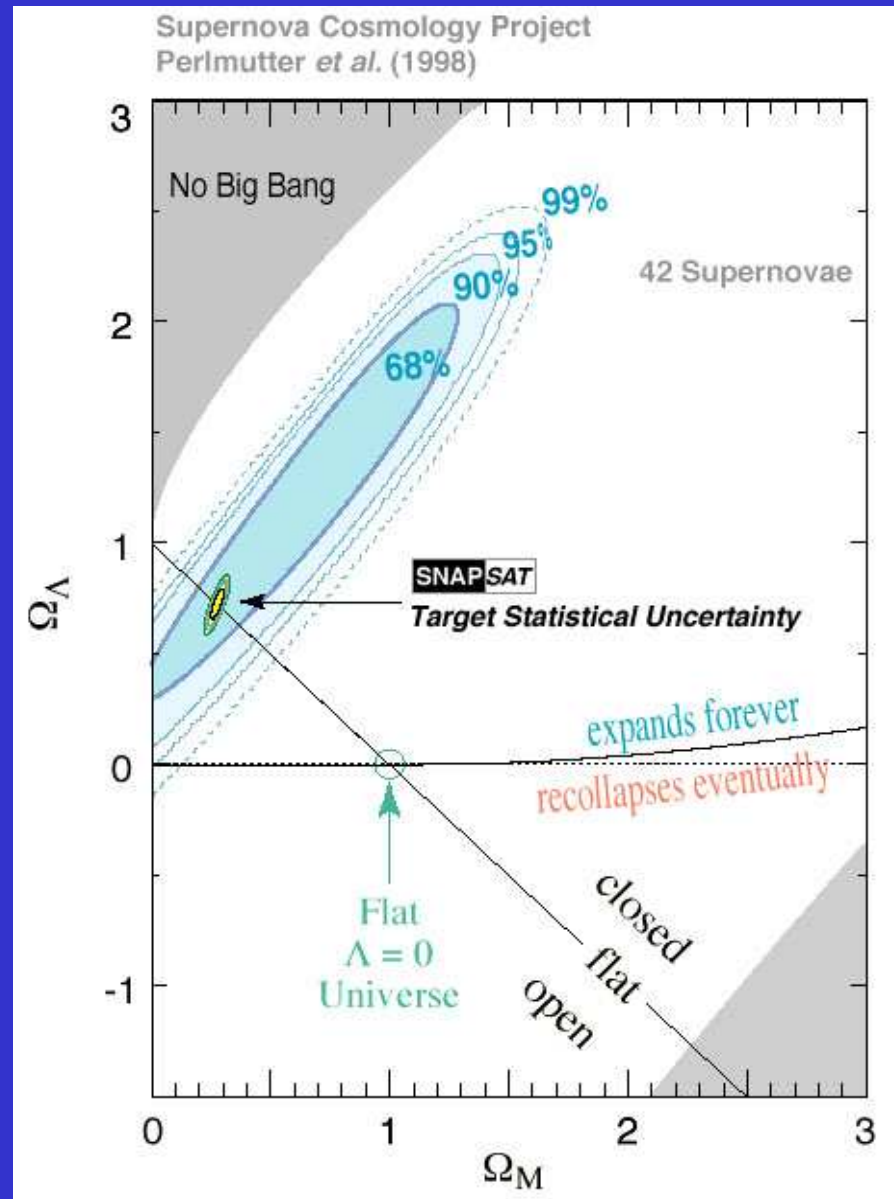 Supernova Cosmology Project
Perlmutter et al. (1998)
3
No Big Bang
99%
95%
90%
42 Supernovae
2
68%
1
SNAPSAT
Target Statistical Uncertainty
Ω_Λ
expands forever
0
recollapses eventually
Flat
Λ = 0
Universe
closed
flat
open
-1
0 1 2 3
Ω_M